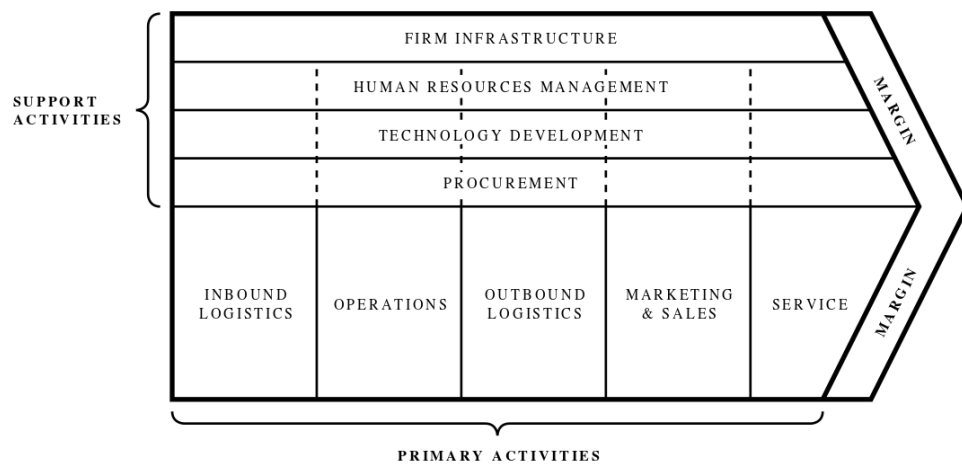 FIRM INFRASTRUCTURE
HUMAN RESOURCES MANAGEMENT
TECHNOLOGY DEVELOPMENT
PROCUREMENT
SUPPORT
ACTIVITIES
MARGIN
INBOUND
LOGISTICS
OPERATIONS
OUTBOUND
LOGISTICS
MARKETING
& SALES
SERVICE
MARGIN
PRIMARY ACTIVITIES